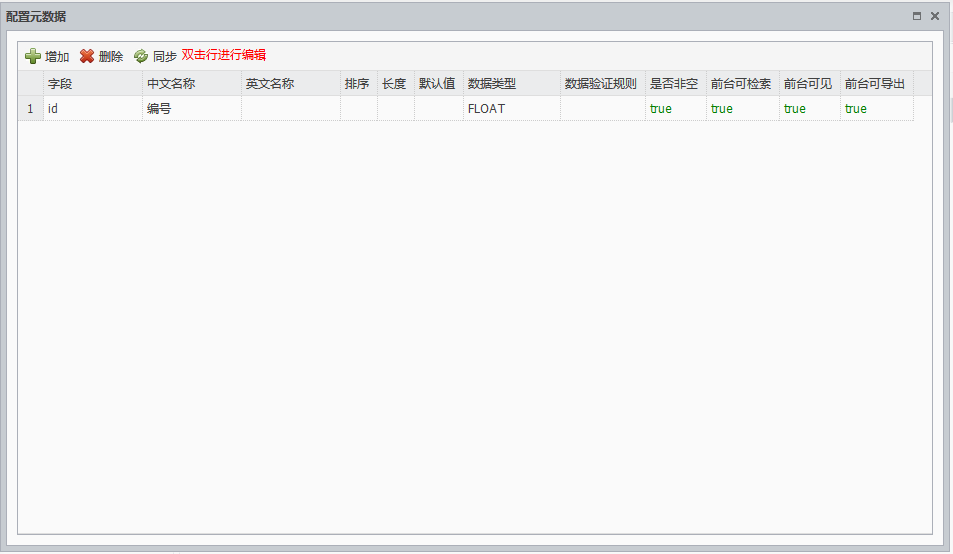 配置元数据
增加 删除 同步 双击行进行编辑
字段 中文名称 英文名称 排序 长度 默认值 数据类型 数据验证规则 是否非空 前台可检索 前台可见 前台可导出
1 id 编号 FLOAT true true true true